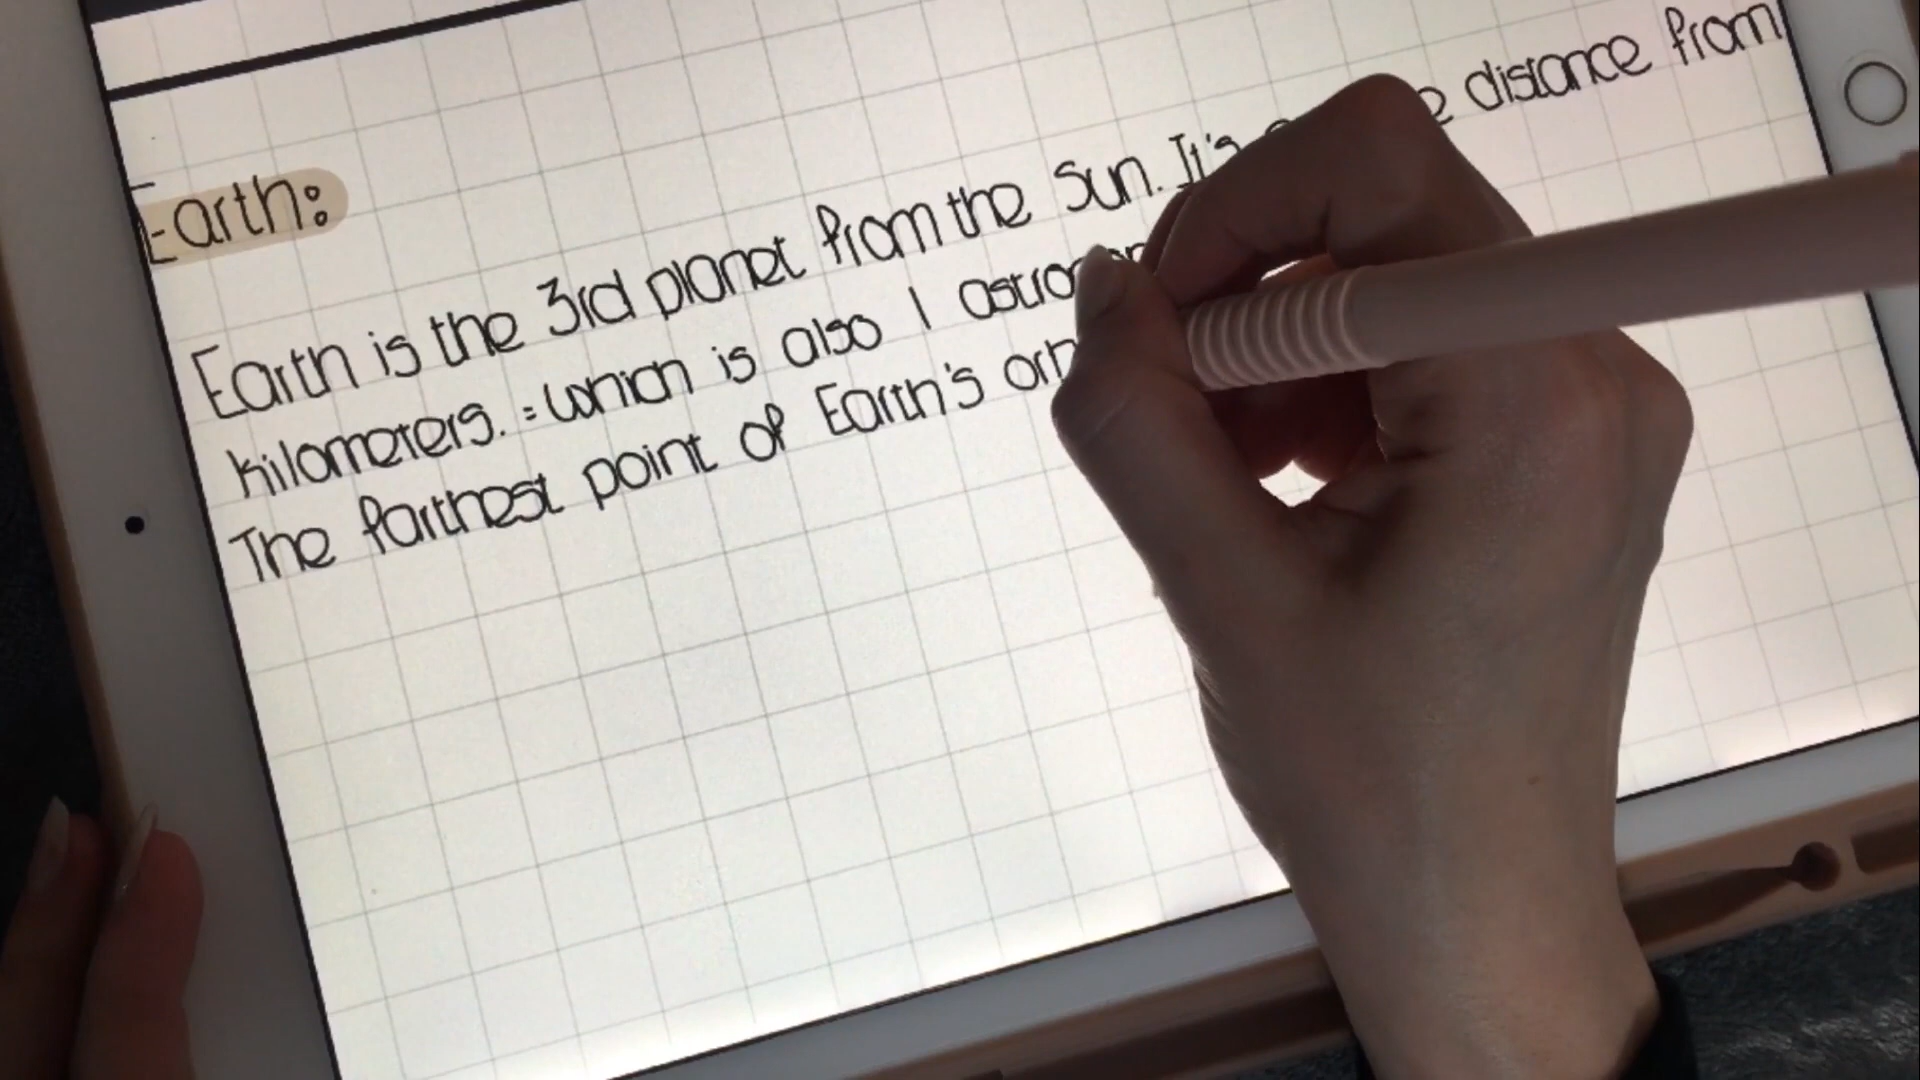 Earth:
Earth is the 3rd planet from the Sun. It's distance from
kilometers. =which is also 1
The farthest point of Earth's